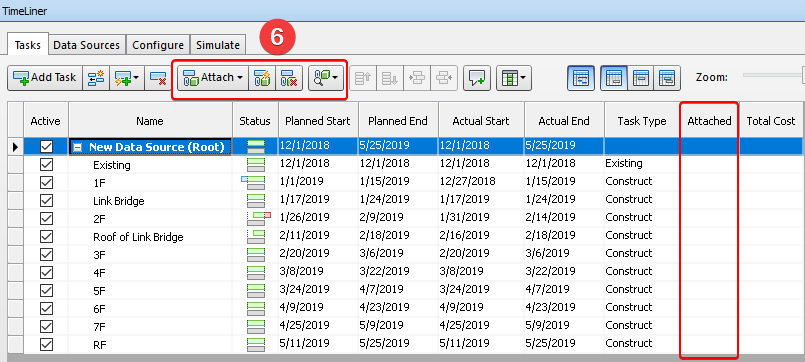 TimeLiner
6
Tasks Data Sources Configure Simulate
Add Task Attach Zoom:
Active Name Status Planned Start Planned End Actual Start Actual End Task Type Attached Total Cost
New Data Source (Root) 12/1/2018 5/25/2019 12/1/2018 5/25/2019
Existing 12/1/2018 12/1/2018 12/1/2018 12/1/2018 Existing
1F 1/1/2019 1/15/2019 12/27/2018 1/15/2019 Construct
Link Bridge 1/17/2019 1/24/2019 1/17/2019 1/24/2019 Construct
2F 1/26/2019 2/9/2019 1/31/2019 2/14/2019 Construct
Roof of Link Bridge 2/11/2019 2/18/2019 2/16/2019 2/18/2019 Construct
3F 2/20/2019 3/6/2019 2/20/2019 3/6/2019 Construct
4F 3/8/2019 3/22/2019 3/8/2019 3/22/2019 Construct
5F 3/24/2019 4/7/2019 3/24/2019 4/7/2019 Construct
6F 4/9/2019 4/23/2019 4/9/2019 4/23/2019 Construct
7F 4/25/2019 5/9/2019 4/25/2019 5/9/2019 Construct
RF 5/11/2019 5/25/2019 5/11/2019 5/25/2019 Construct